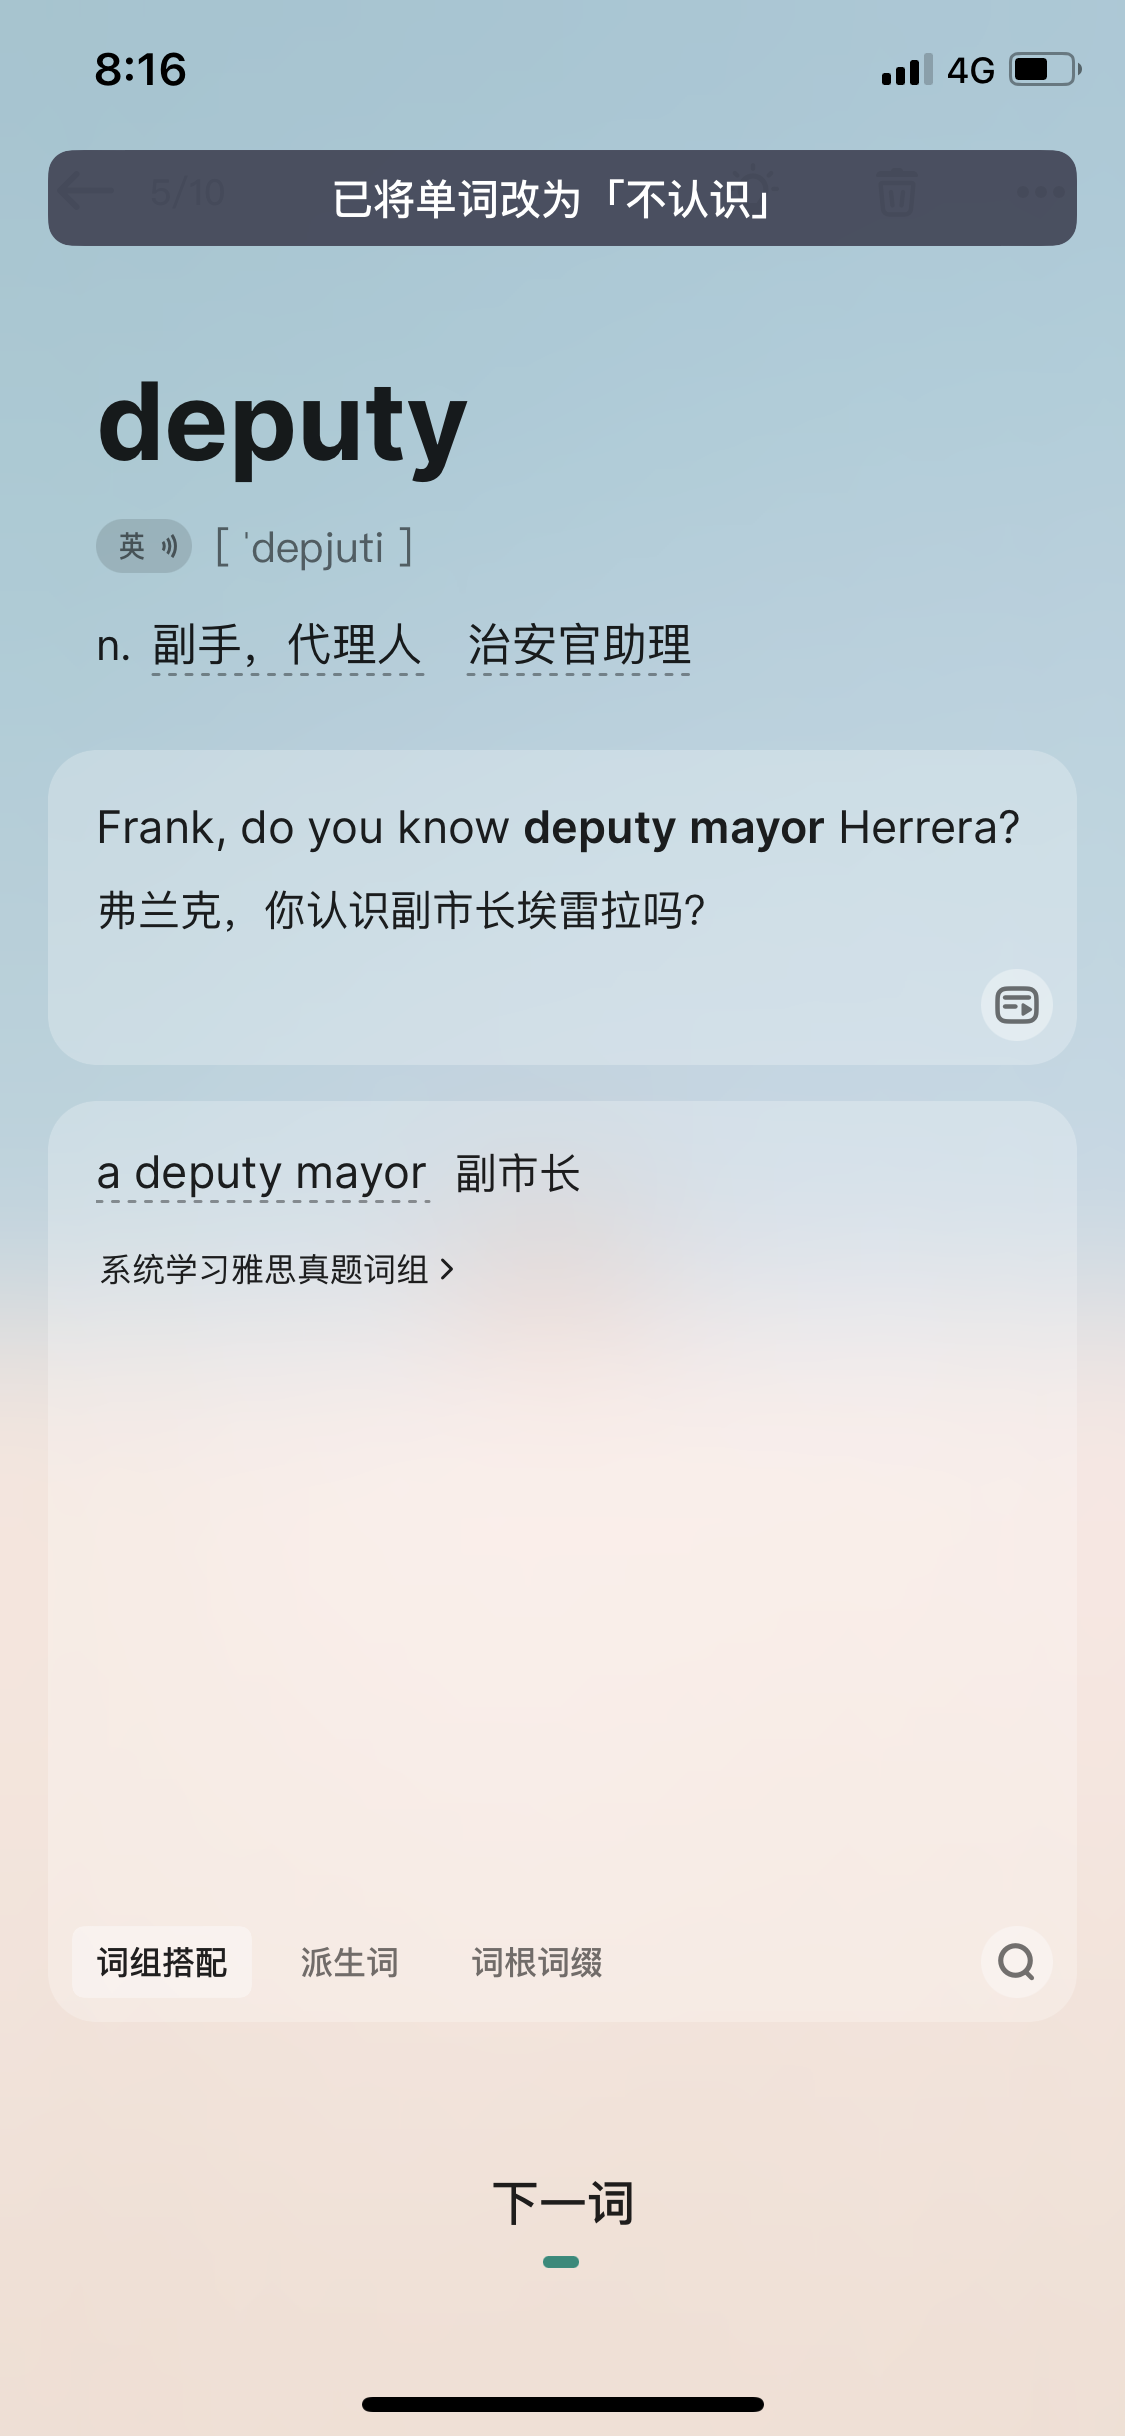 8:16
4G
5/10
已将单词改为「不认识」
deputy
英 [ ˈdepjuti ]
n. 副手，代理人 治安官助理
Frank, do you know deputy mayor Herrera?
弗兰克，你认识副市长埃雷拉吗?
a deputy mayor 副市长
系统学习雅思真题词组 >
词组搭配 派生词 词根词缀
下一词